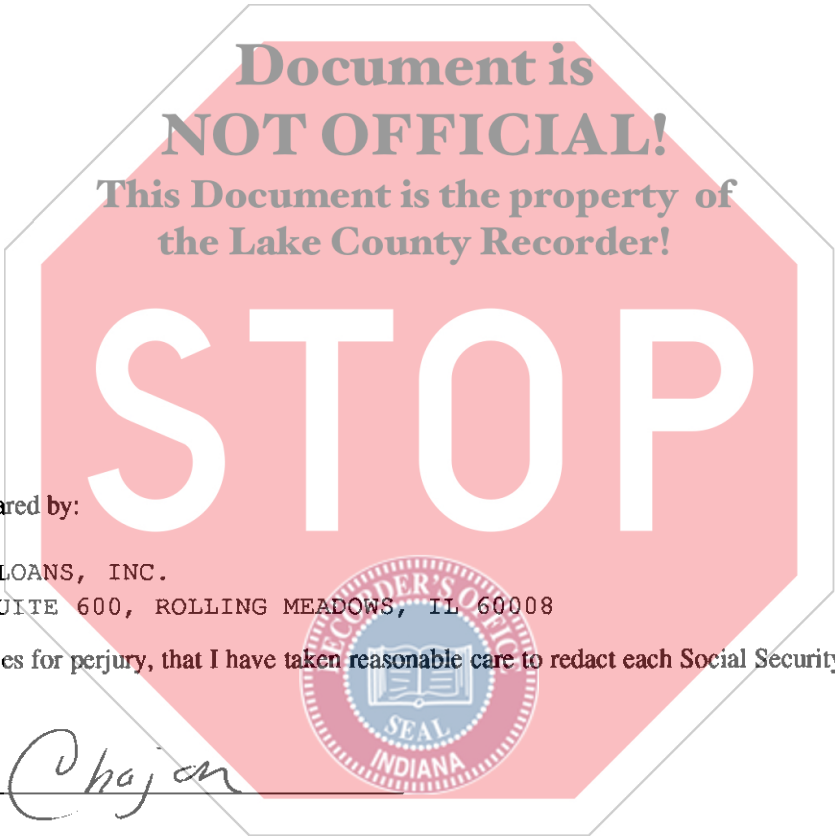 Document is
NOT OFFICIAL!
This Document is the property of
the Lake County Recorder!
STOP
ared by:
LOANS, INC.
UITE 600, ROLLING MEADOWS, IL 60008
es for perjury, that I have taken reasonable care to redact each Social Security
RECORDER'S OFFICE
SEAL
INDIANA
Chajon